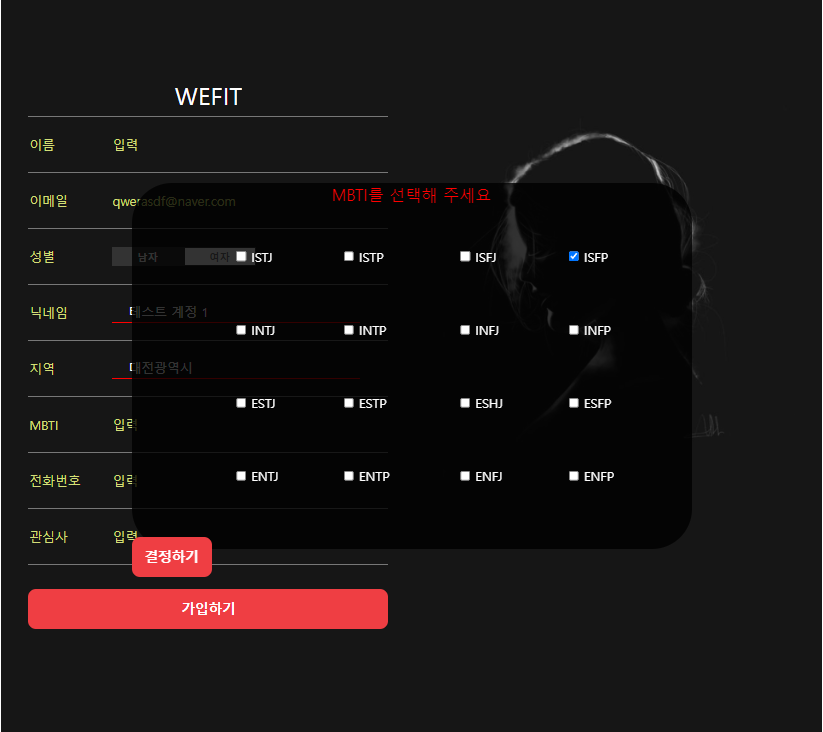 WEFIT
이름 입력
이메일 qwerasdf@naver.com
MBTI를 선택해 주세요
성별 남자 여자
ISTJ ISTP ISFJ ISFP
닉네임 테스트 계정 1
INTJ INTP INFJ INFP
지역 대전광역시
ESTJ ESTP ESHJ ESFP
MBTI 입력
전화번호 입력
ENTJ ENTP ENFJ ENFP
관심사 입력
결정하기
가입하기